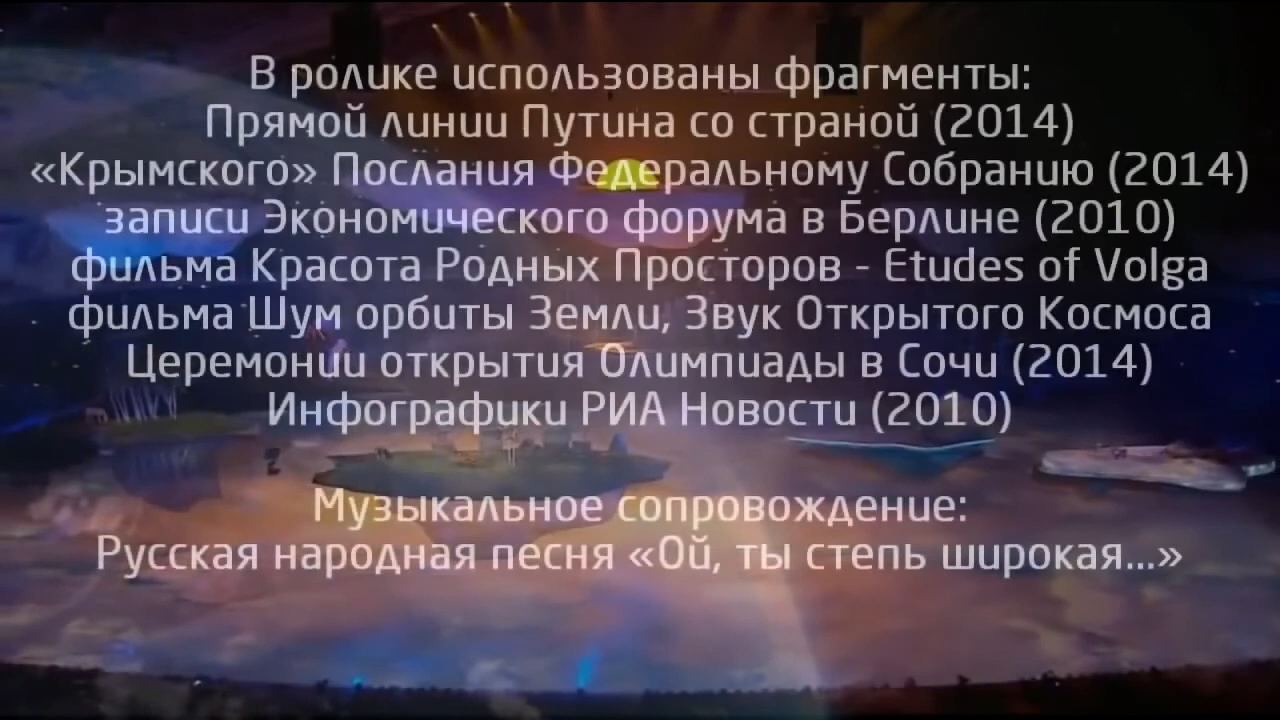 В ролике использованы фрагменты:
Прямой линии Путина со страной (2014)
«Крымского» Послания Федеральному Собранию (2014)
записи Экономического форума в Берлине (2010)
фильма Красота Родных Просторов - Etudes of Volga
фильма Шум орбиты Земли, Звук Открытого Космоса
Церемонии открытия Олимпиады в Сочи (2014)
Инфографики РИА Новости (2010)
Музыкальное сопровождение:
Русская народная песня «Ой, ты степь широкая...»